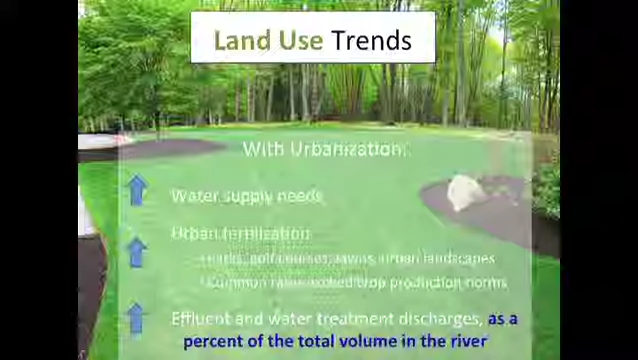 Land Use Trends
With Urbanization:
Water supply needs
Urban fertilization
- Parks, golf courses, lawns, urban landscapes
- Common rates exceed crop production norms
Effluent and water treatment discharges, as a
percent of the total volume in the river